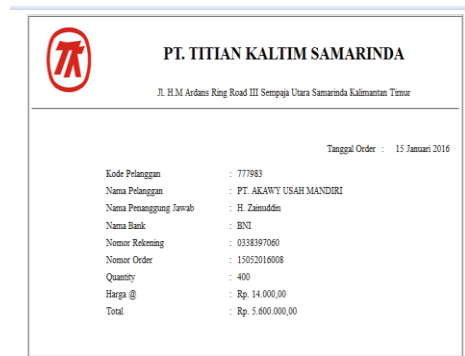 PT. TITIAN KALTIM SAMARINDA
Jl. H.M Ardans Ring Road III Sempaja Utara Samarinda Kalimantan Timur
Tanggal Order : 15 Januari 2016
Kode Pelanggan : 777983
Nama Pelanggan : PT. AKAWY USAH MANDIRI
Nama Penanggung Jawab : H. Zainuddin
Nama Bank : BNI
Nomor Rekening : 0338397060
Nomor Order : 15052016008
Quantity : 400
Harga @ : Rp. 14.000,00
Total : Rp. 5.600.000,00